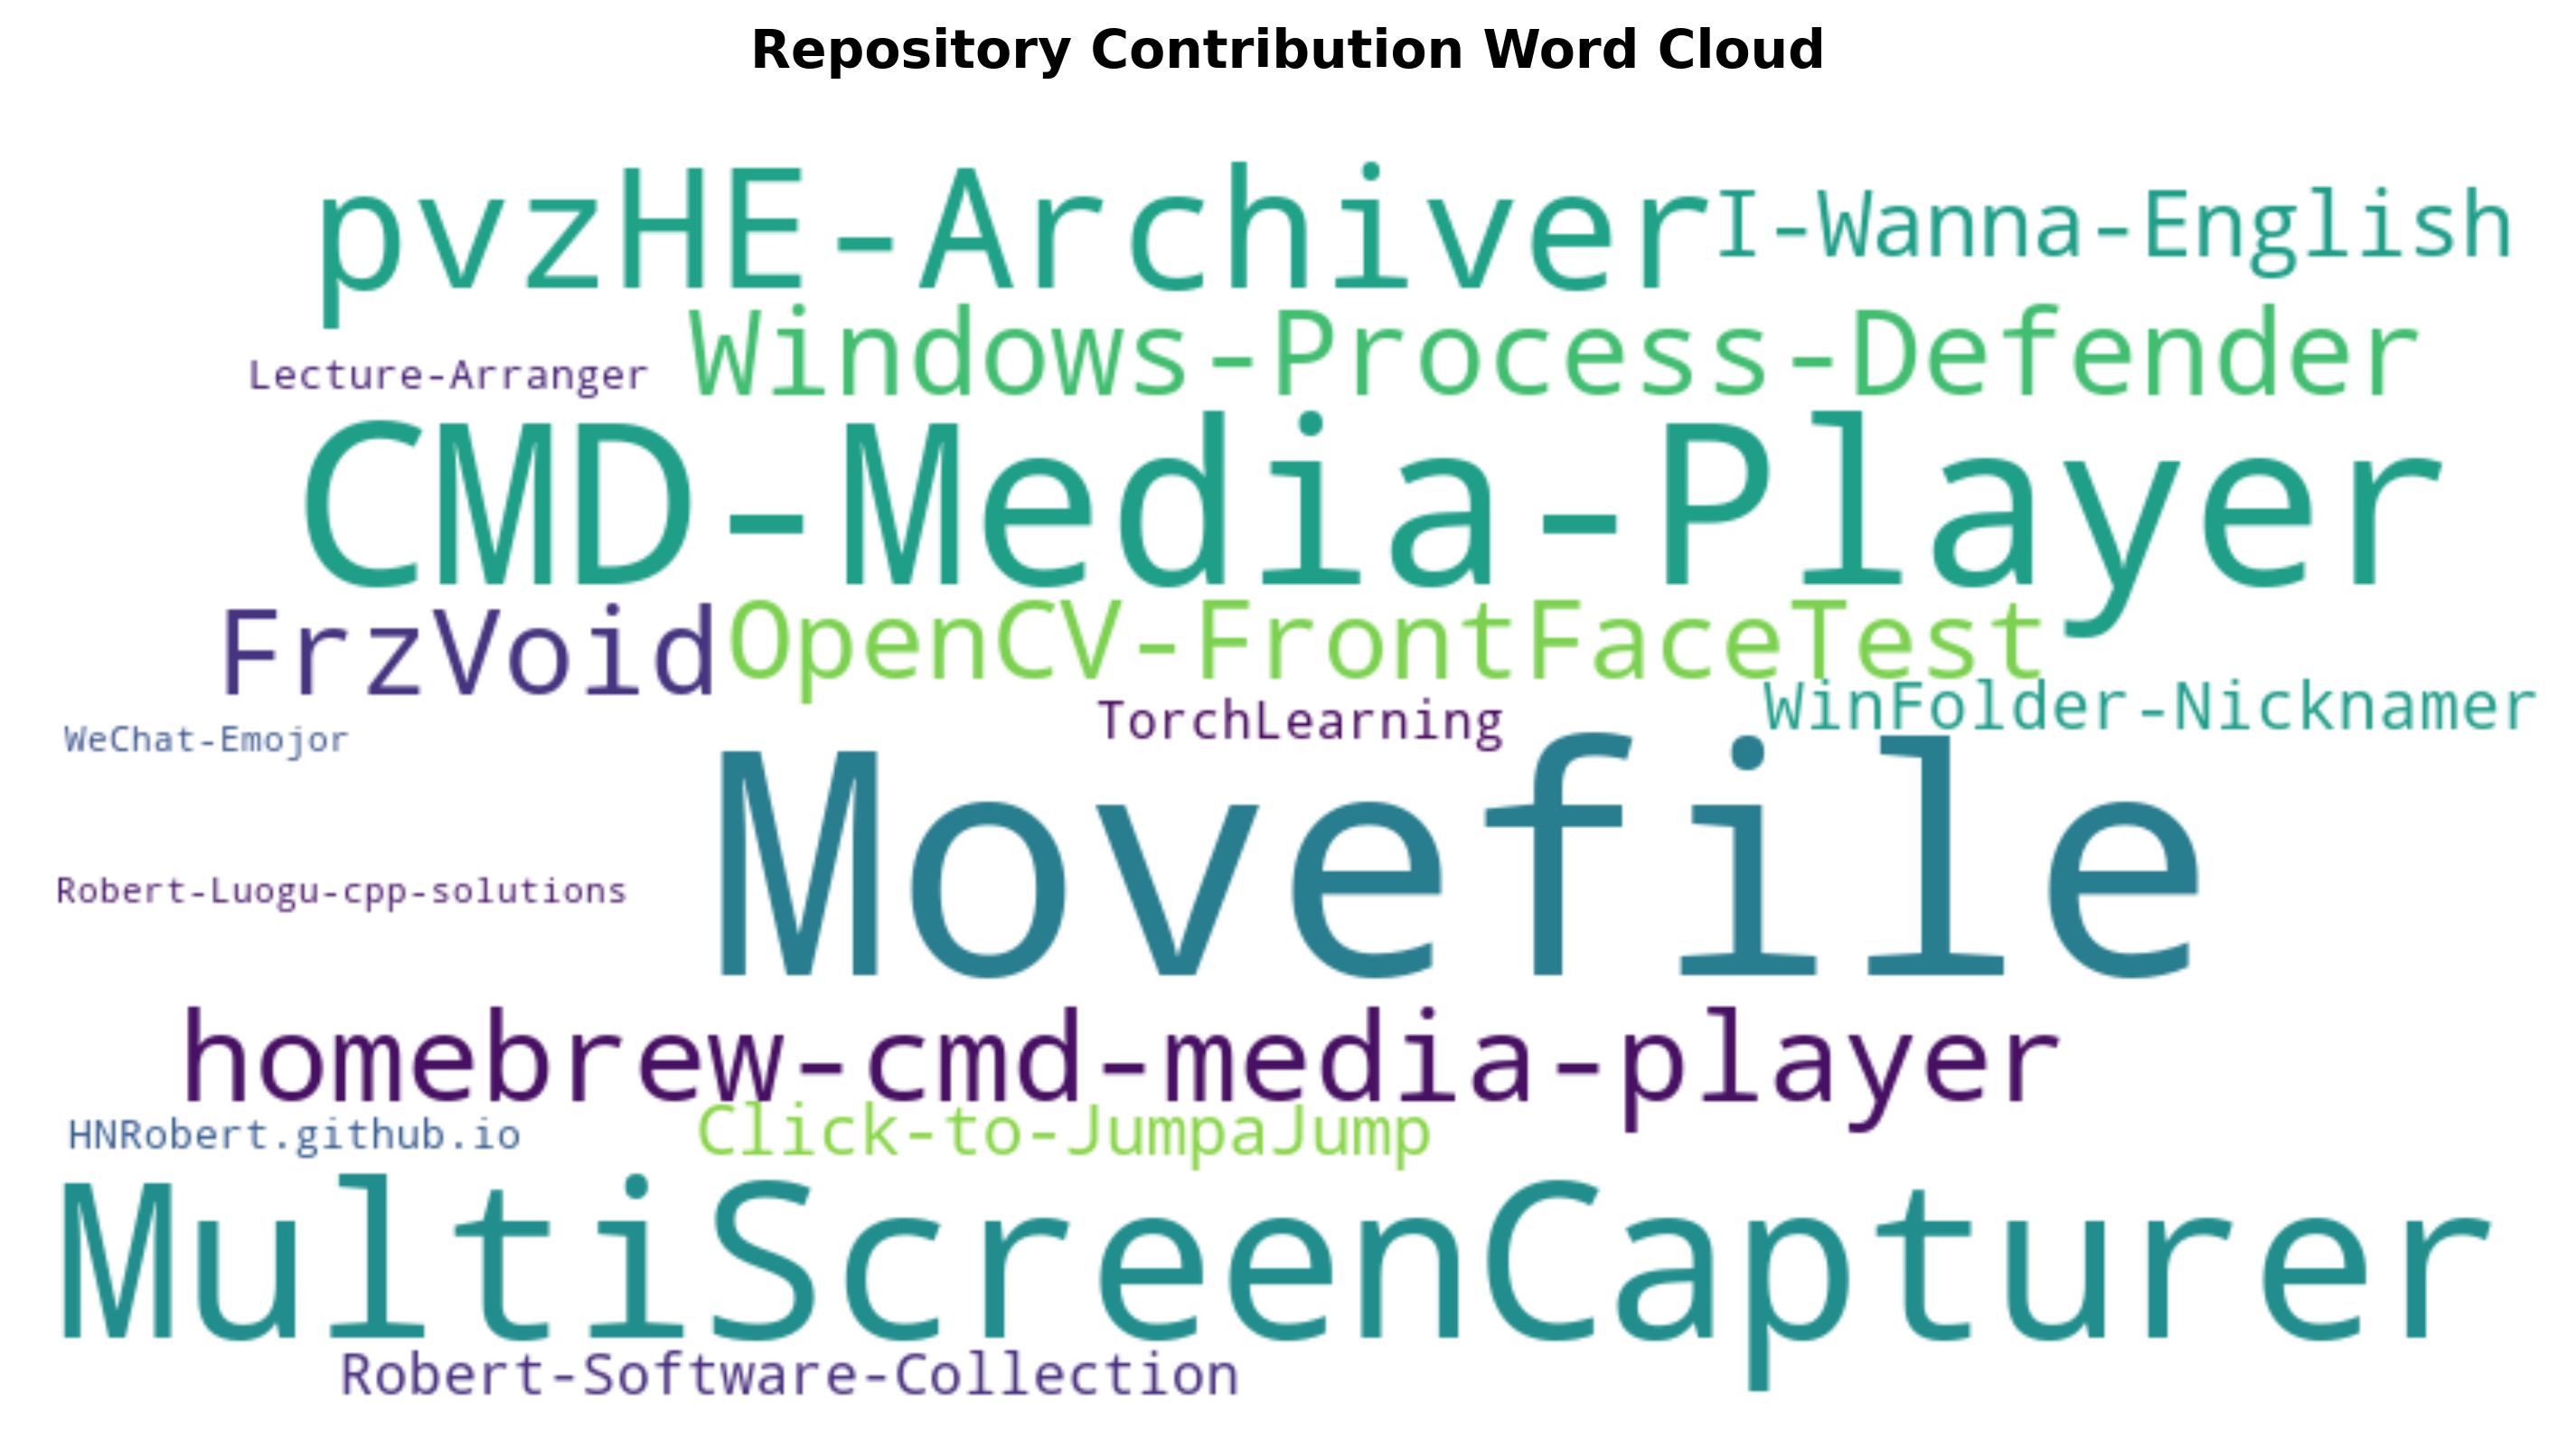 Repository Contribution Word Cloud
pvzHE-Archiver
I-Wanna-English
Windows-Process-Defender
Lecture-Arranger
CMD-Media-Player
FrzVoid
OpenCV-FrontFaceTest
WinFolder-Nicknamer
TorchLearning
WeChat-Emojor
Movefile
Robert-Luogu-cpp-solutions
homebrew-cmd-media-player
HNRobert.github.io
Click-to-JumpaJump
MultiScreenCapturer
Robert-Software-Collection